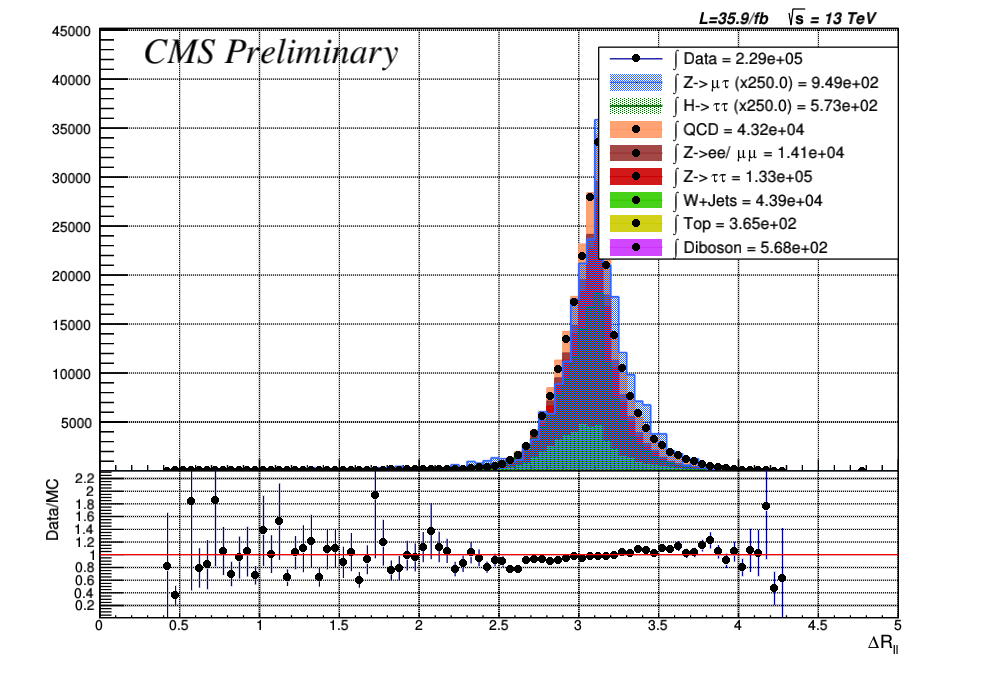 L=35.9/fb √s = 13 TeV
CMS Preliminary
∫ Data = 2.29e+05
∫ Z->μτ (x250.0) = 9.49e+02
∫ H->ττ (x250.0) = 5.73e+02
∫ QCD = 4.32e+04
∫ Z->ee/ μμ = 1.41e+04
∫ Z->ττ = 1.33e+05
∫ W+Jets = 4.39e+04
∫ Top = 3.65e+02
∫ Diboson = 5.68e+02
45000
40000
35000
30000
25000
20000
15000
10000
5000
Data/MC
2.2
2
1.8
1.6
1.4
1.2
1
0.8
0.6
0.4
0.2
0 0.5 1 1.5 2 2.5 3 3.5 4 4.5 5
ΔR_ll